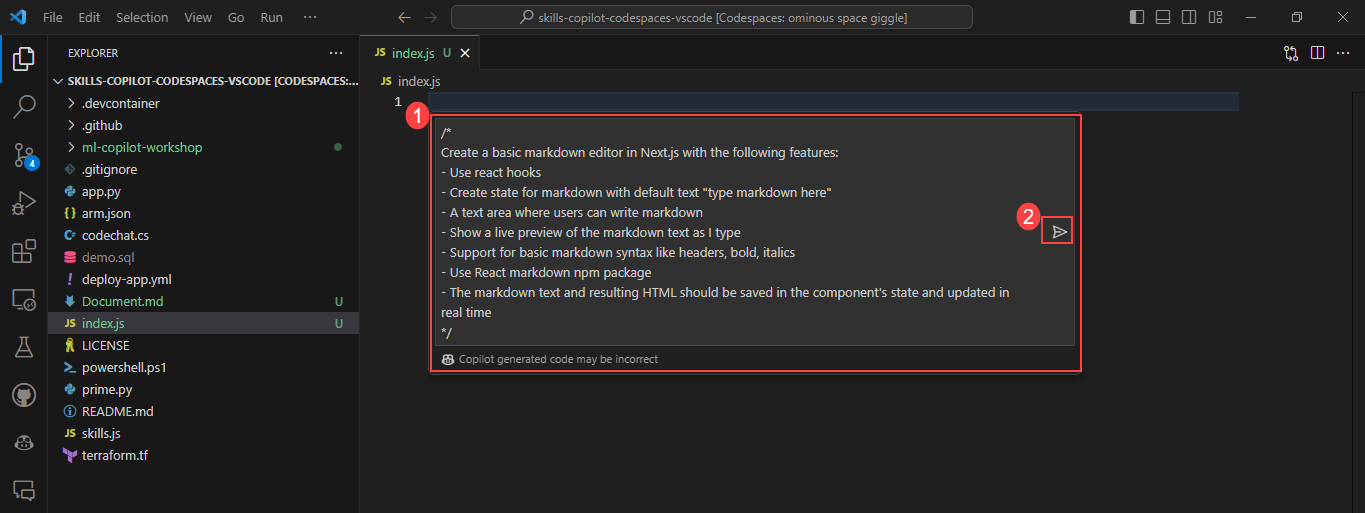 File Edit Selection View Go Run ···
skills-copilot-codespaces-vscode [Codespaces: ominous space giggle]
EXPLORER ···
SKILLS-COPILOT-CODESPACES-VSCODE [CODESPACES:...
.devcontainer
.github
ml-copilot-workshop
.gitignore
app.py
{} arm.json
codechat.cs
demo.sql
! deploy-app.yml
Document.md U
JS index.js U
LICENSE
powershell.ps1
prime.py
README.md
JS skills.js
terraform.tf
4
JS index.js U
JS index.js
1
1
/*
Create a basic markdown editor in Next.js with the following features:
- Use react hooks
- Create state for markdown with default text "type markdown here"
- A text area where users can write markdown
- Show a live preview of the markdown text as I type
- Support for basic markdown syntax like headers, bold, italics
- Use React markdown npm package
- The markdown text and resulting HTML should be saved in the component's state and updated in
real time
*/
2
Copilot generated code may be incorrect